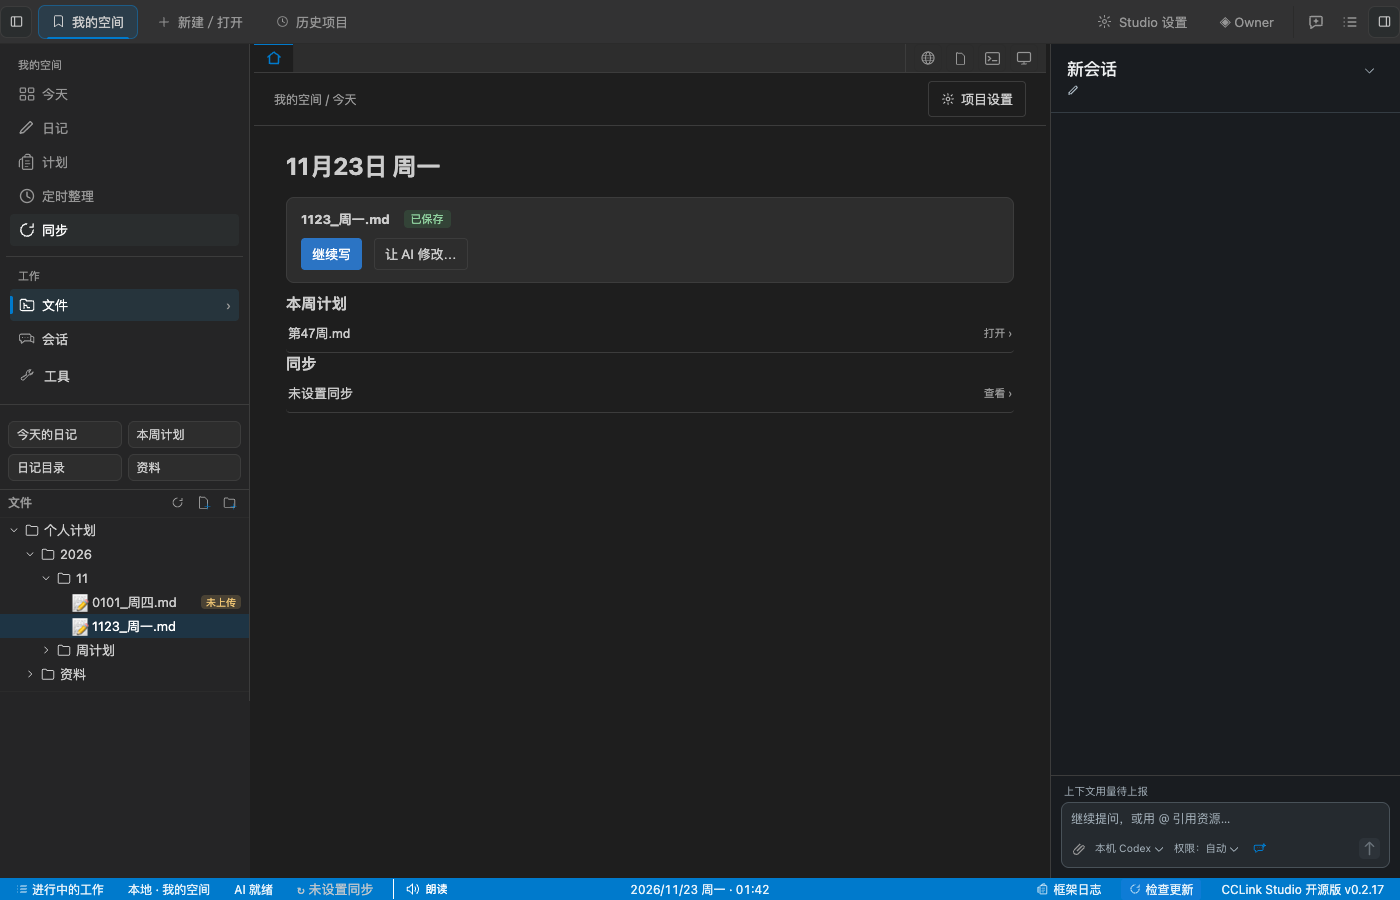 我的空间
新建 / 打开
历史项目
Studio 设置
Owner
我的空间
今天
日记
计划
定时整理
同步
工作
文件
会话
工具
今天的日记
本周计划
日记目录
资料
文件
个人计划
2026
11
0101_周四.md 未上传
1123_周一.md
周计划
资料
我的空间 / 今天
项目设置
11月23日 周一
1123_周一.md 已保存
继续写
让 AI 修改...
本周计划
第47周.md 打开 ›
同步
未设置同步 查看 ›
新会话
上下文用量待上报
继续提问，或用 @ 引用资源...
本机 Codex 权限：自动
进行中的工作 本地 · 我的空间 AI 就绪 ↻ 未设置同步 朗读 2026/11/23 周一 · 01:42 框架日志 检查更新 CCLink Studio 开源版 v0.2.17